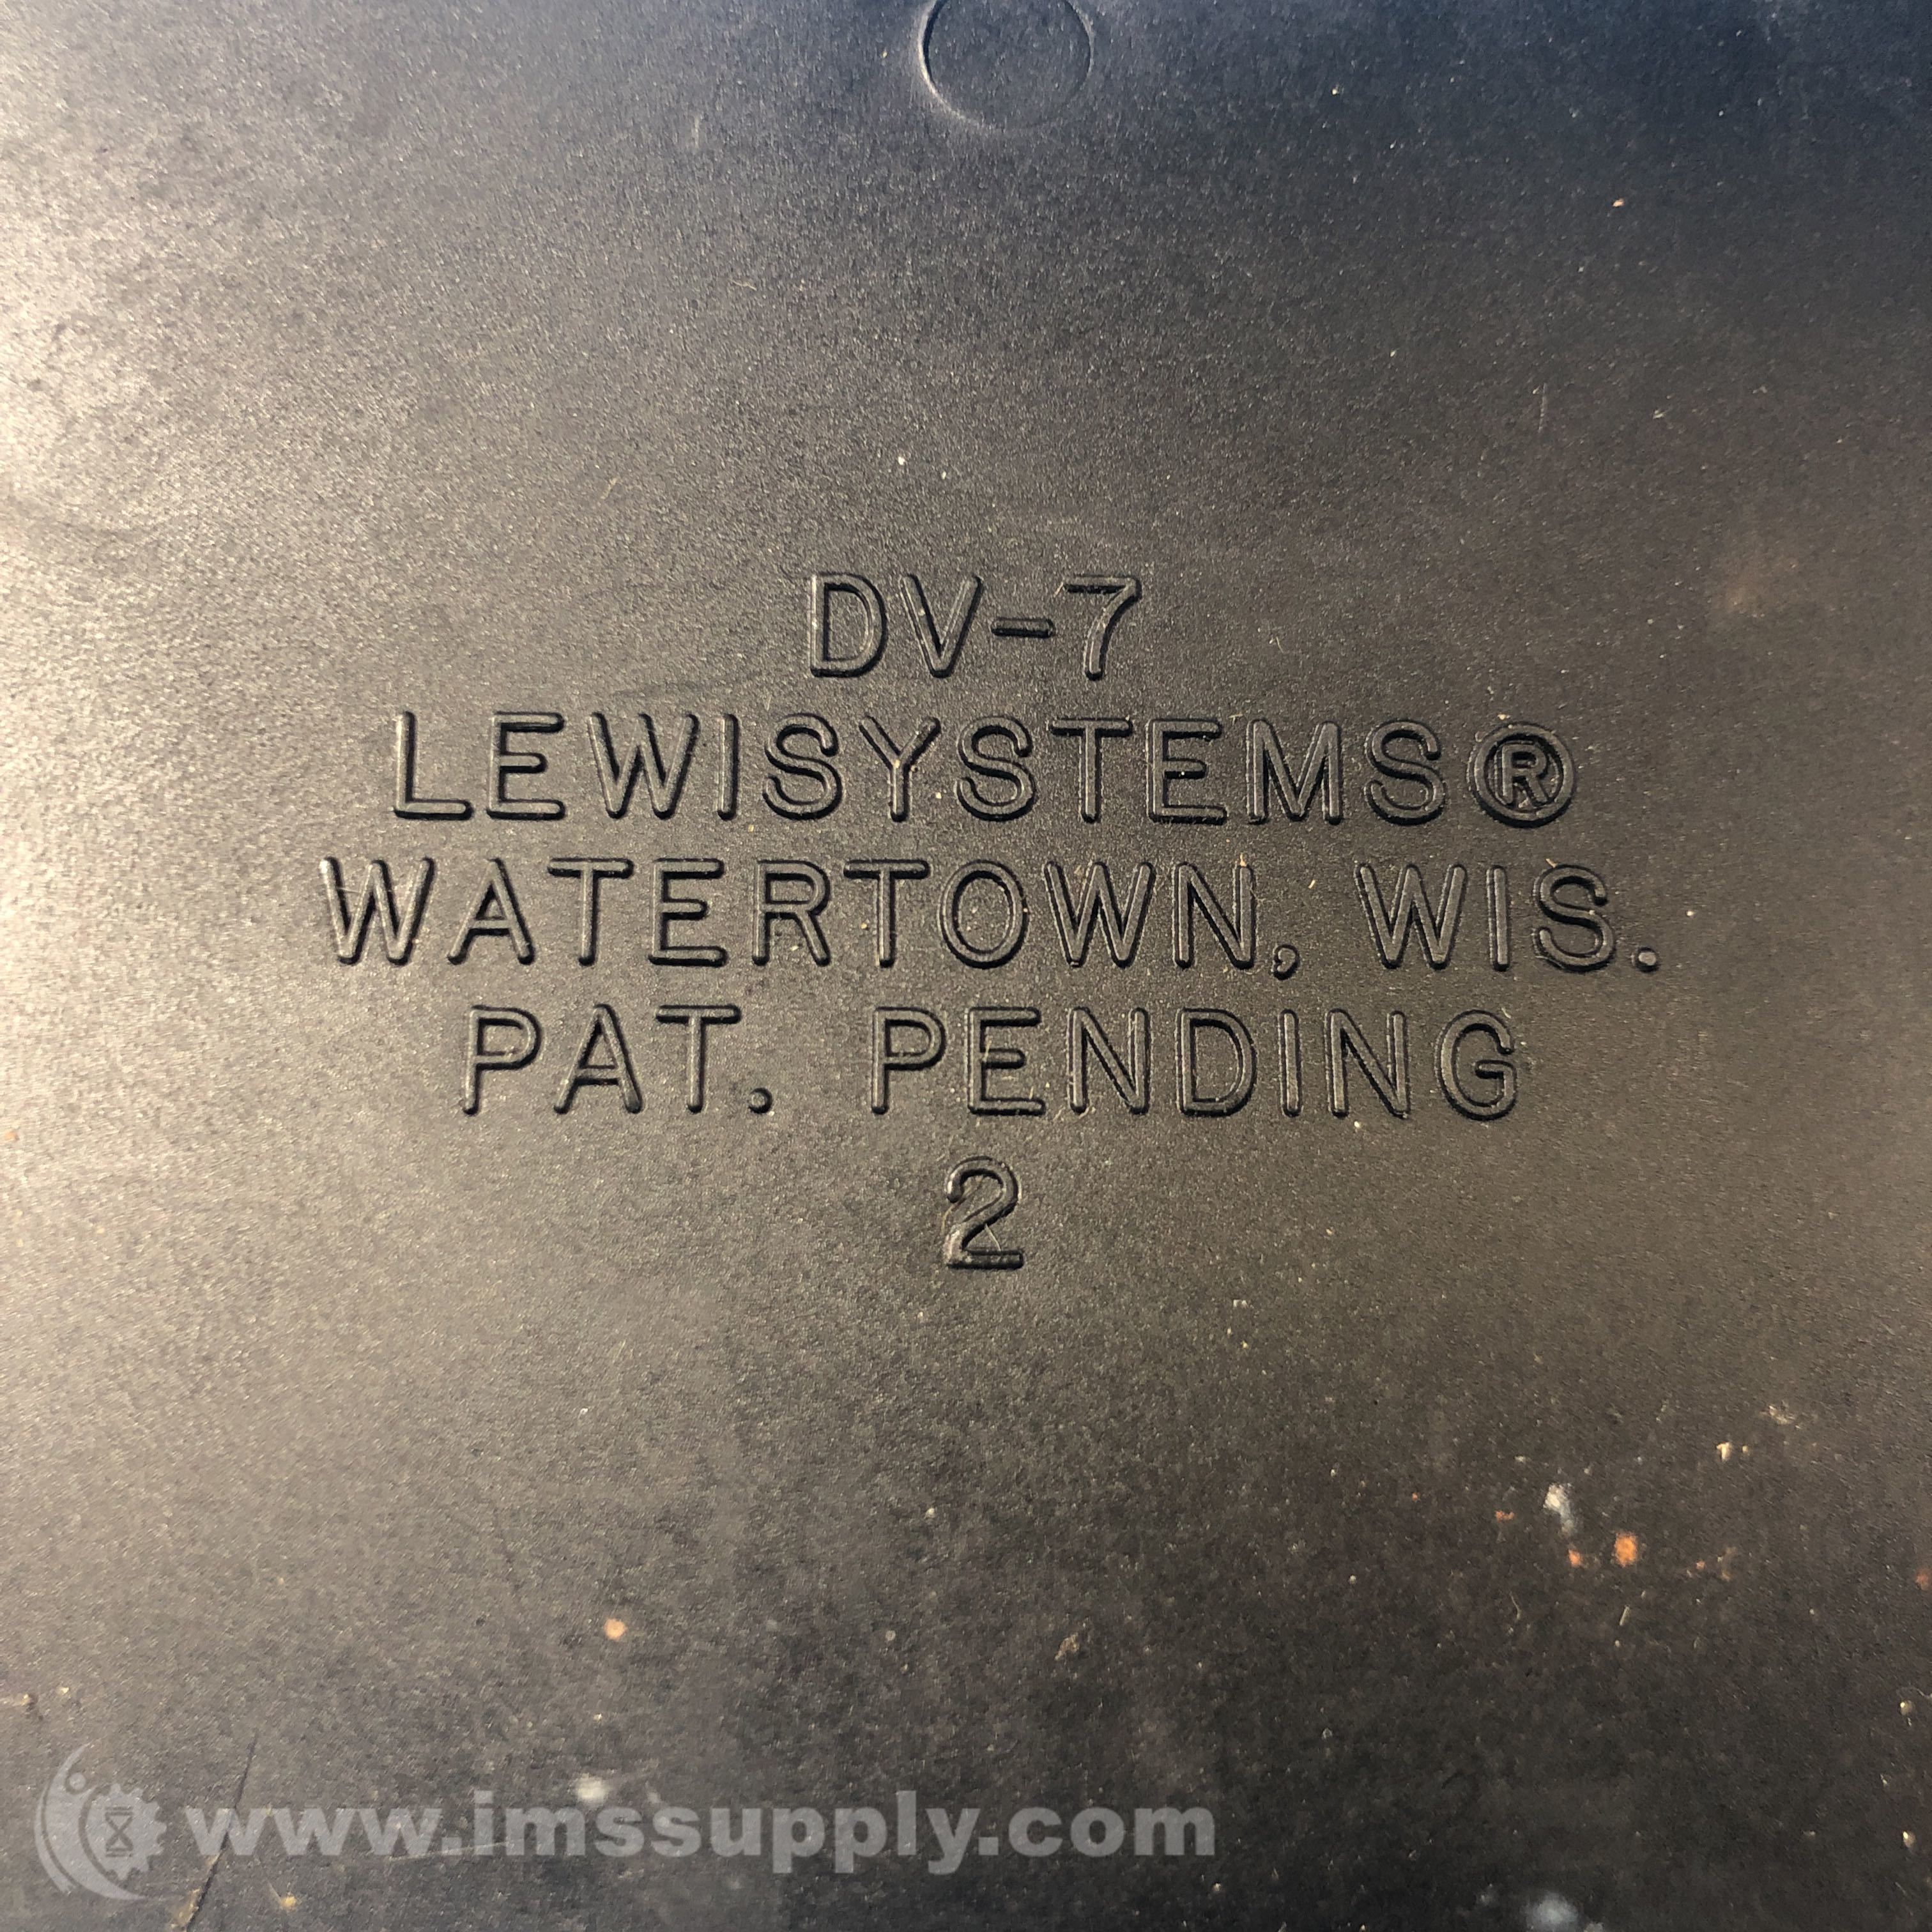 DV-7
LEWISYSTEMS®
WATERTOWN, WIS.
PAT. PENDING
2
www.imssupply.com